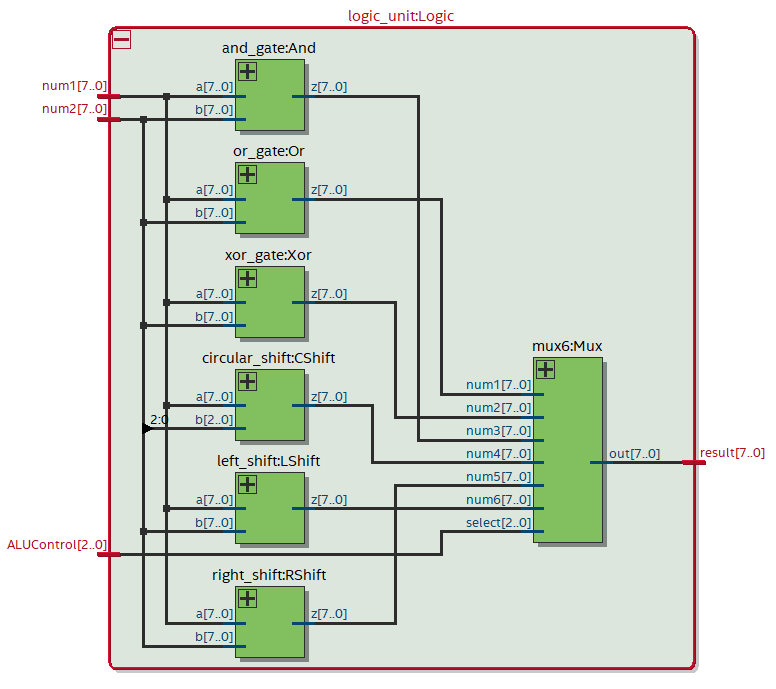 logic_unit:Logic
and_gate:And
num1[7..0]
a[7..0]
z[7..0]
num2[7..0]
b[7..0]
or_gate:Or
a[7..0]
z[7..0]
b[7..0]
xor_gate:Xor
a[7..0]
z[7..0]
b[7..0]
circular_shift:CShift
a[7..0]
z[7..0]
2:0
b[2..0]
left_shift:LShift
a[7..0]
z[7..0]
b[7..0]
ALUControl[2..0]
right_shift:RShift
a[7..0]
z[7..0]
b[7..0]
mux6:Mux
num1[7..0]
num2[7..0]
num3[7..0]
num4[7..0]
num5[7..0]
num6[7..0]
select[2..0]
out[7..0]
result[7..0]